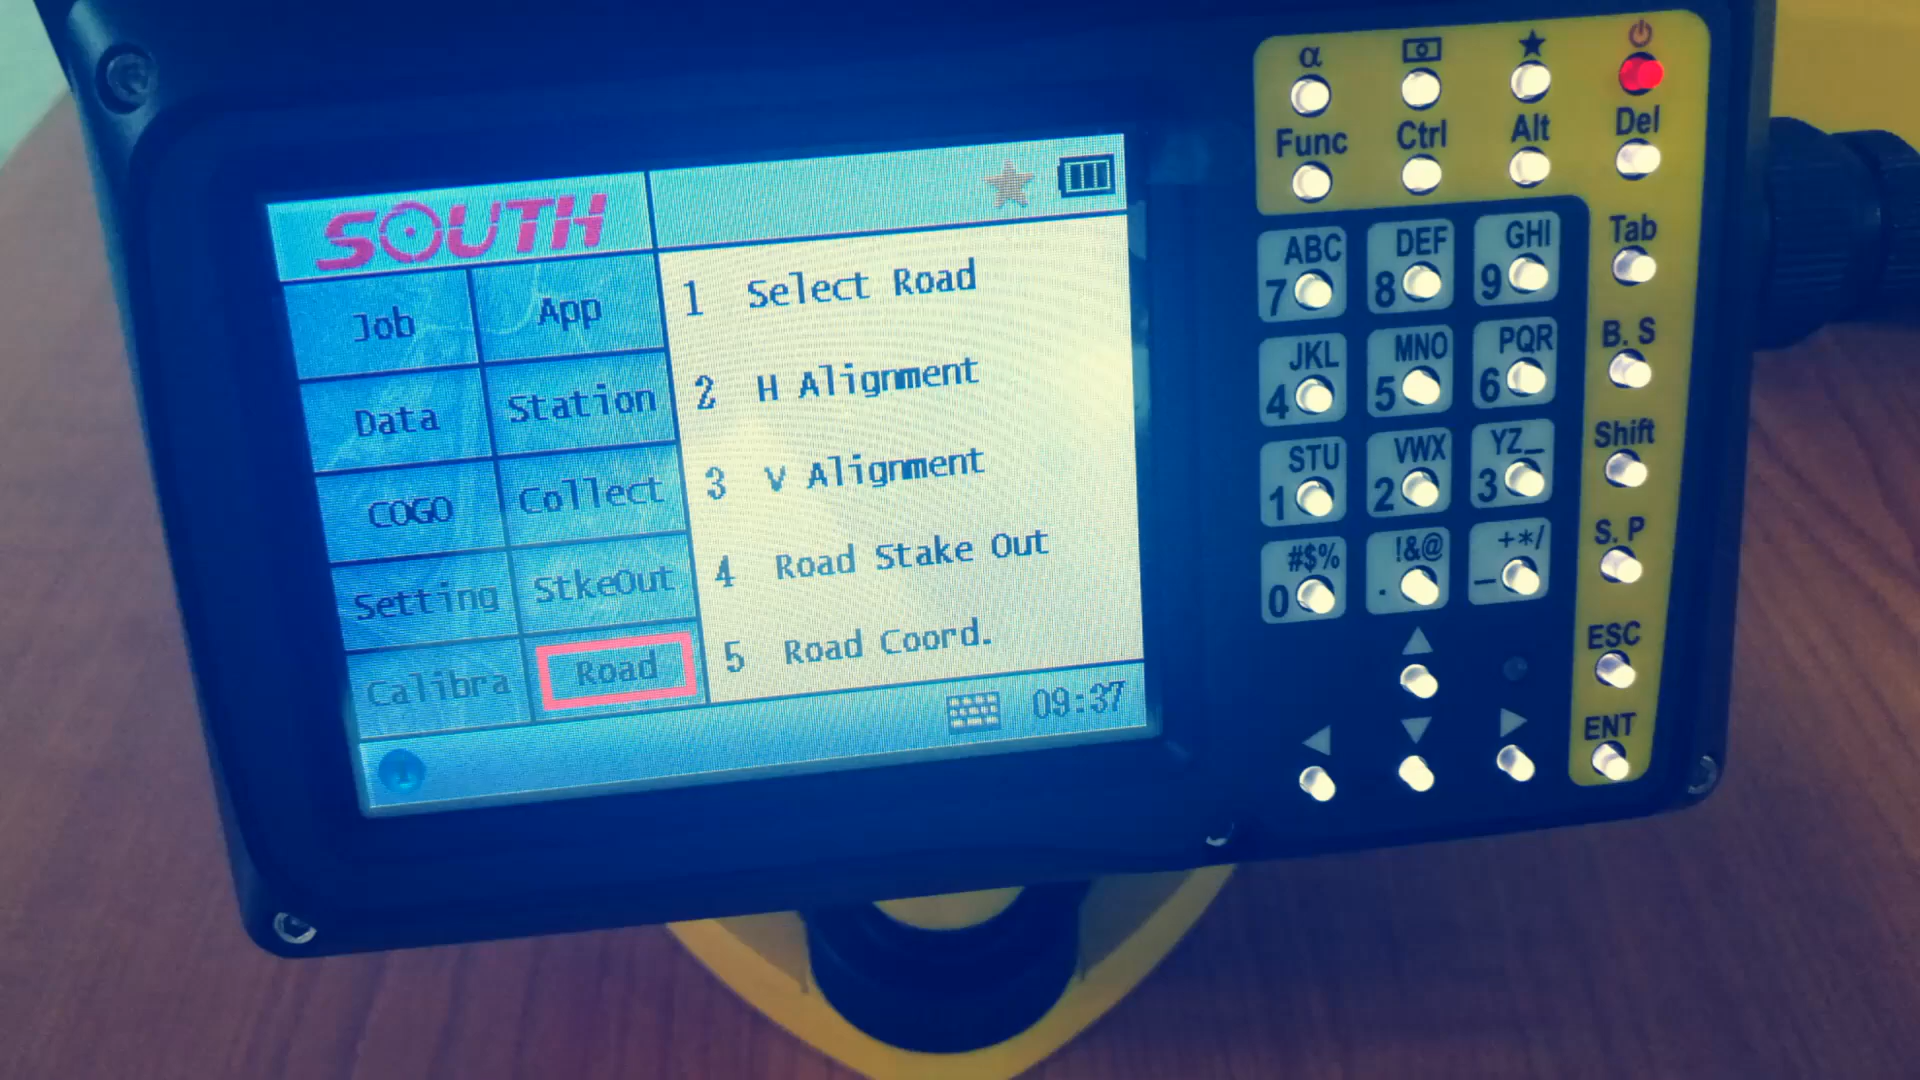 SOUTH
Job
App
Data
Station
COGO
Collect
Setting
StkeOut
Calibra
Road
1 Select Road
2 H Alignment
3 V Alignment
4 Road Stake Out
5 Road Coord.
09:37
α
Func Ctrl Alt Del
ABC DEF GHI Tab
7 8 9
JKL MNO PQR B. S
4 5 6
STU VWX YZ_ Shift
1 2 3
#$% !&@ +*/ S. P
0 . –
ESC
ENT